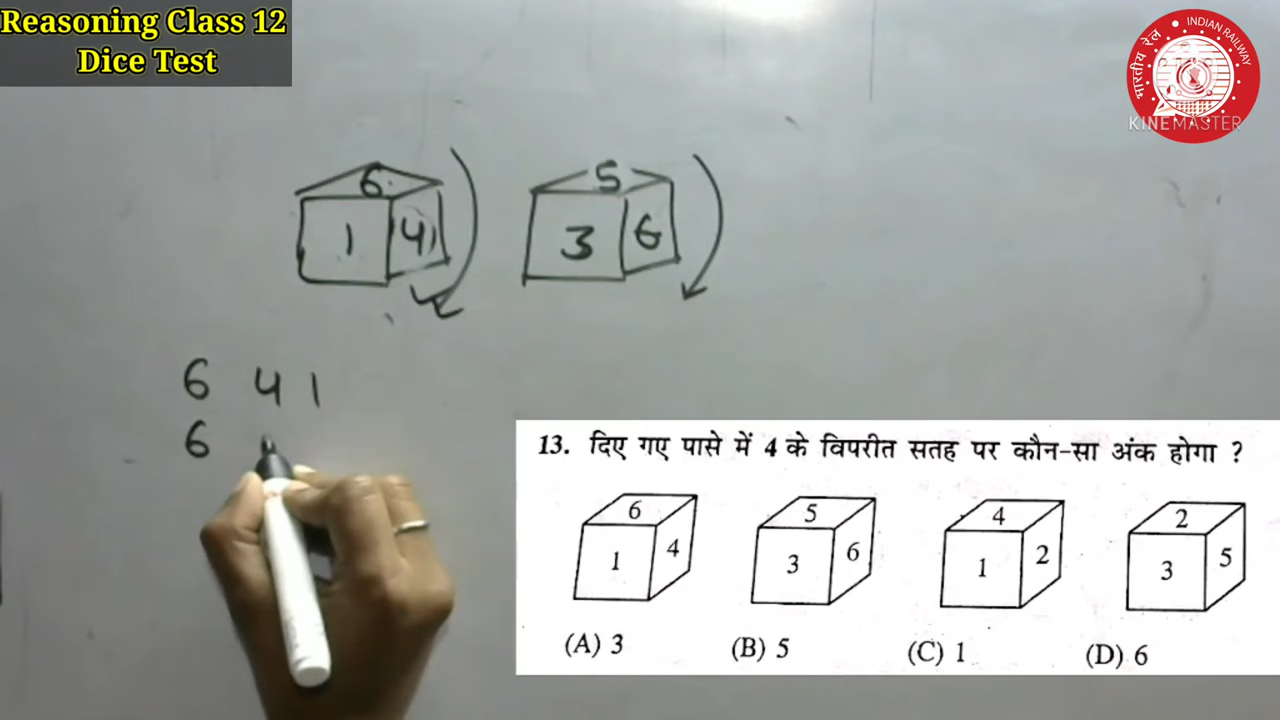 Reasoning Class 12
Dice Test
भारतीय रेल
INDIAN RAILWAY
KINEMASTER
6
1 4
5
3 6
6 4 1
6
13. दिए गए पासे में 4 के विपरीत सतह पर कौन-सा अंक होगा ?
6 5 4 2
1 4 3 6 1 2 3 5
(A) 3 (B) 5 (C) 1 (D) 6